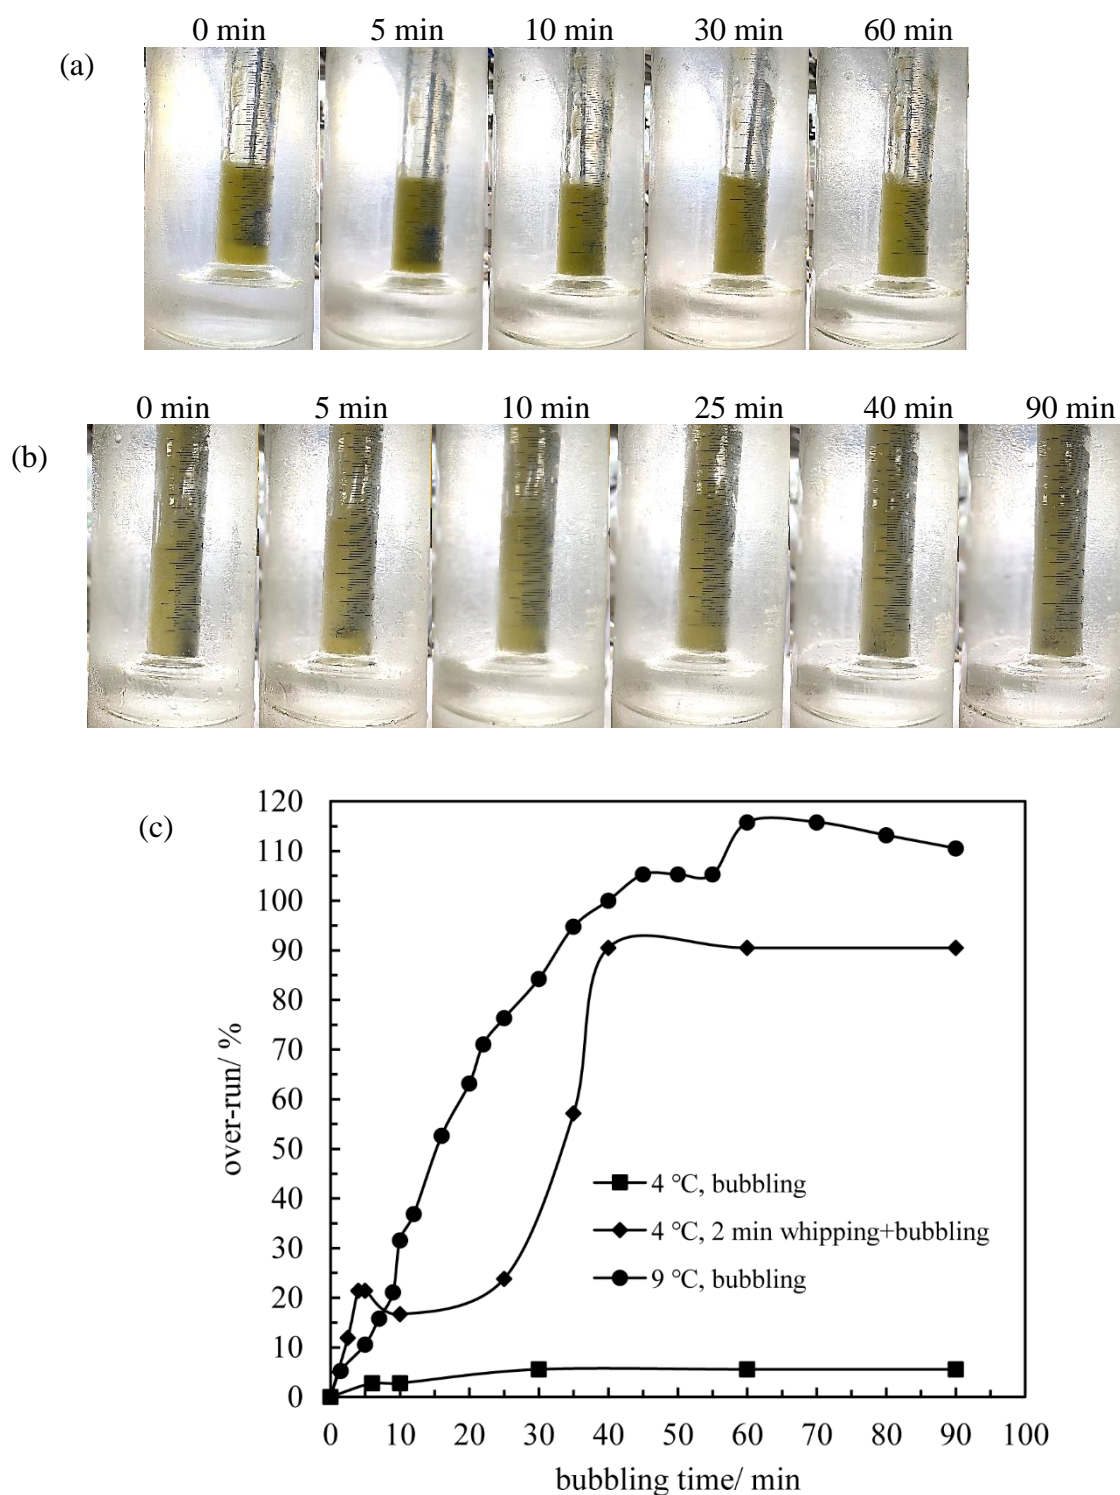 0 min 5 min 10 min 30 min 60 min
(a)
0 min 5 min 10 min 25 min 40 min 90 min
(b)
(c)
120
110
100
90
80
70
60
50
40
30
20
10
0
over-run/ %
4 ℃, bubbling
4 ℃, 2 min whipping+bubbling
9 ℃, bubbling
0 10 20 30 40 50 60 70 80 90 100
bubbling time/ min